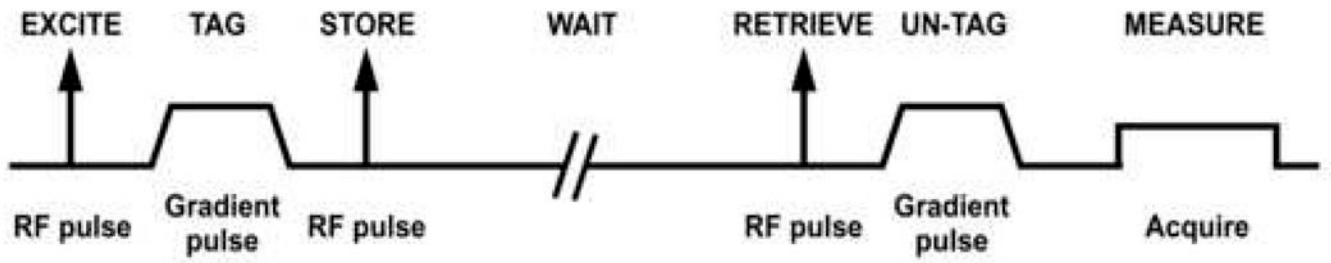 EXCITE TAG STORE WAIT RETRIEVE UN-TAG MEASURE
RF pulse Gradient pulse RF pulse RF pulse Gradient pulse Acquire